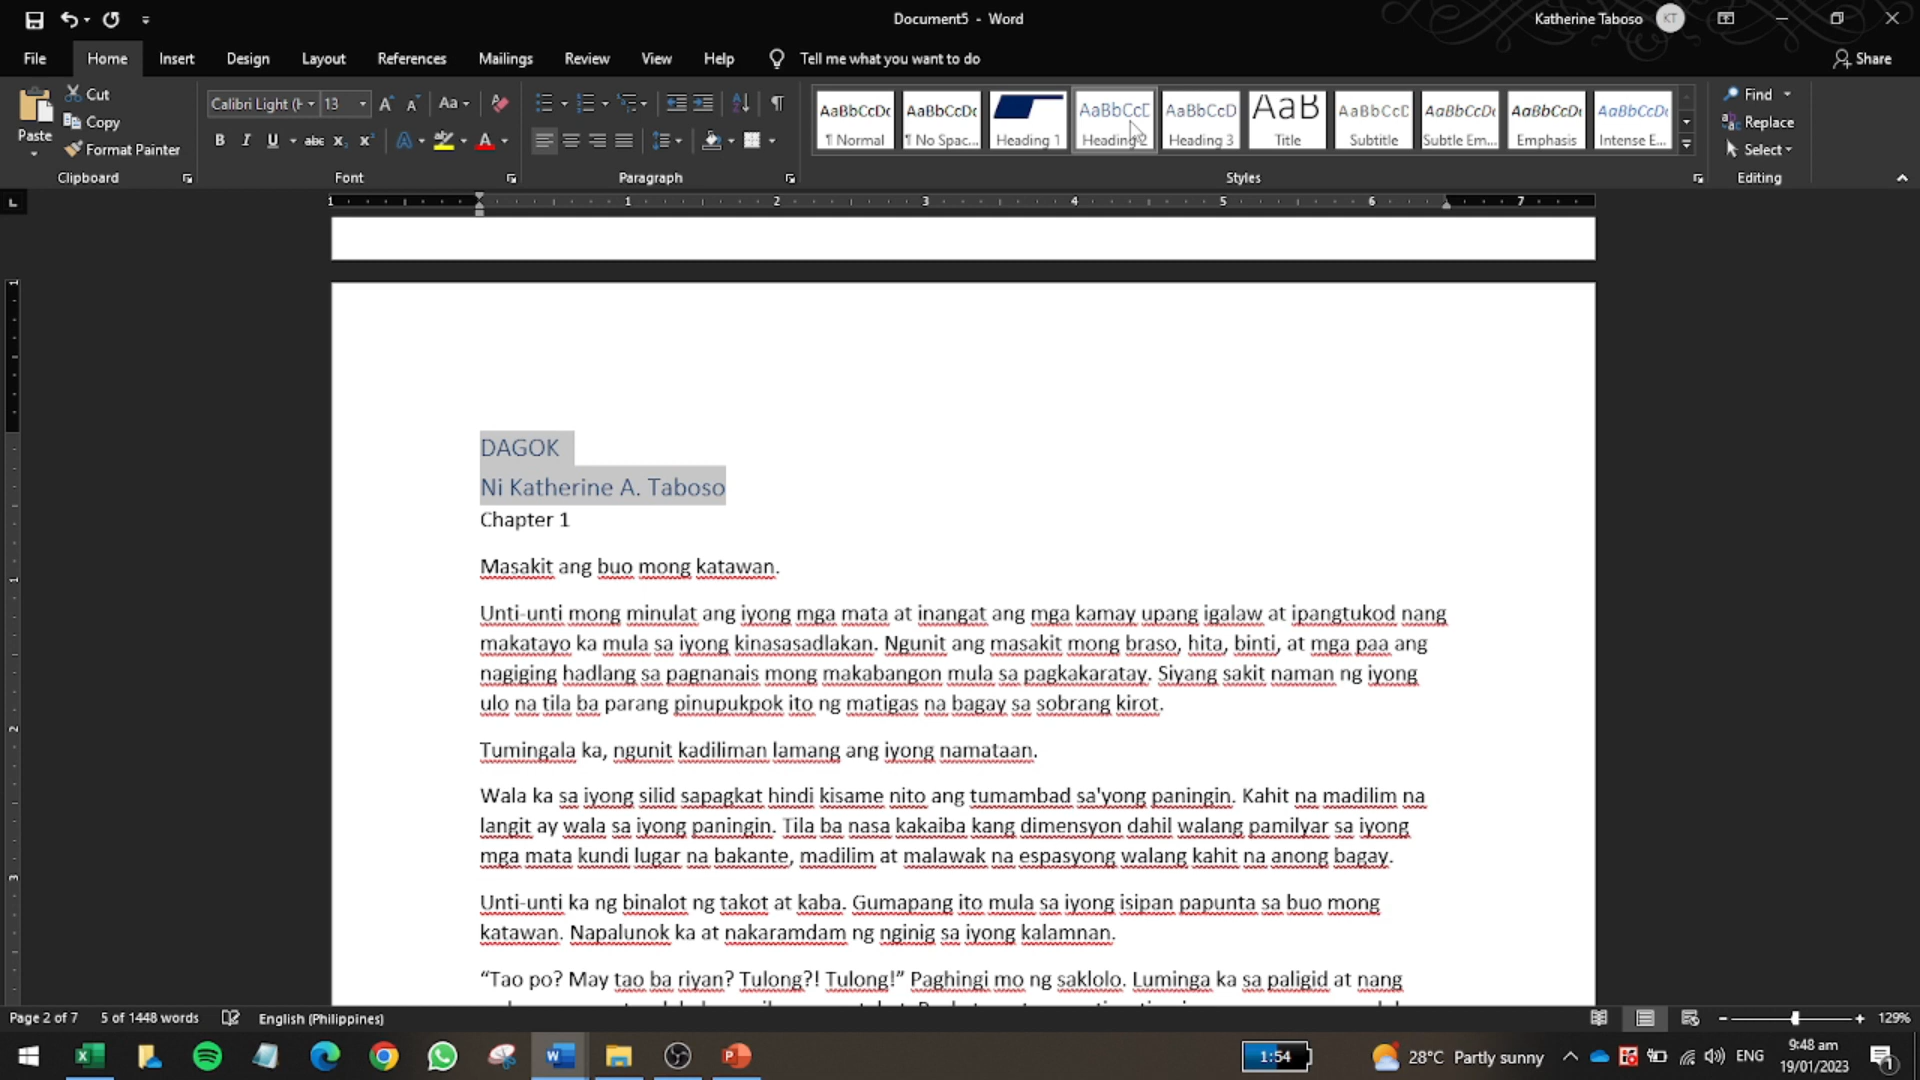 Document5 - Word
Katherine Taboso
KT
File Home Insert Design Layout References Mailings Review View Help Tell me what you want to do
Share
Paste
Cut
Copy
Format Painter
Clipboard
Calibri Light (H 13
Font
Paragraph
AaBbCcDc AaBbCcDc AaBbCcD AaBbCcD AaB AaBbCcD AaBbCcDc AaBbCcDc AaBbCcDc
¶ Normal ¶ No Spac... Heading 1 Heading 2 Heading 3 Title Subtitle Subtle Em... Emphasis Intense E...
Styles
Find
Replace
Select
Editing
1 1 2 3 4 5 6 7
DAGOK
Ni Katherine A. Taboso
Chapter 1
Masakit ang buo mong katawan.
Unti-unti mong minulat ang iyong mga mata at inangat ang mga kamay upang igalaw at ipangtukod nang
makatayo ka mula sa iyong kinasasadlakan. Ngunit ang masakit mong braso, hita, binti, at mga paa ang
nagiging hadlang sa pagnanais mong makabangon mula sa pagkakaratay. Siyang sakit naman ng iyong
ulo na tila ba parang pinupukpok ito ng matigas na bagay sa sobrang kirot.
Tumingala ka, ngunit kadiliman lamang ang iyong namataan.
Wala ka sa iyong silid sapagkat hindi kisame nito ang tumambad sa'yong paningin. Kahit na madilim na
langit ay wala sa iyong paningin. Tila ba nasa kakaiba kang dimensyon dahil walang pamilyar sa iyong
mga mata kundi lugar na bakante, madilim at malawak na espasyong walang kahit na anong bagay.
Unti-unti ka ng binalot ng takot at kaba. Gumapang ito mula sa iyong isipan papunta sa buo mong
katawan. Napalunok ka at nakaramdam ng nginig sa iyong kalamnan.
“Tao po? May tao ba riyan? Tulong?! Tulong!” Paghingi mo ng saklolo. Luminga ka sa paligid at nang
Page 2 of 7 5 of 1448 words English (Philippines)
129%
1:54
28°C Partly sunny
ENG
9:48 am
19/01/2023